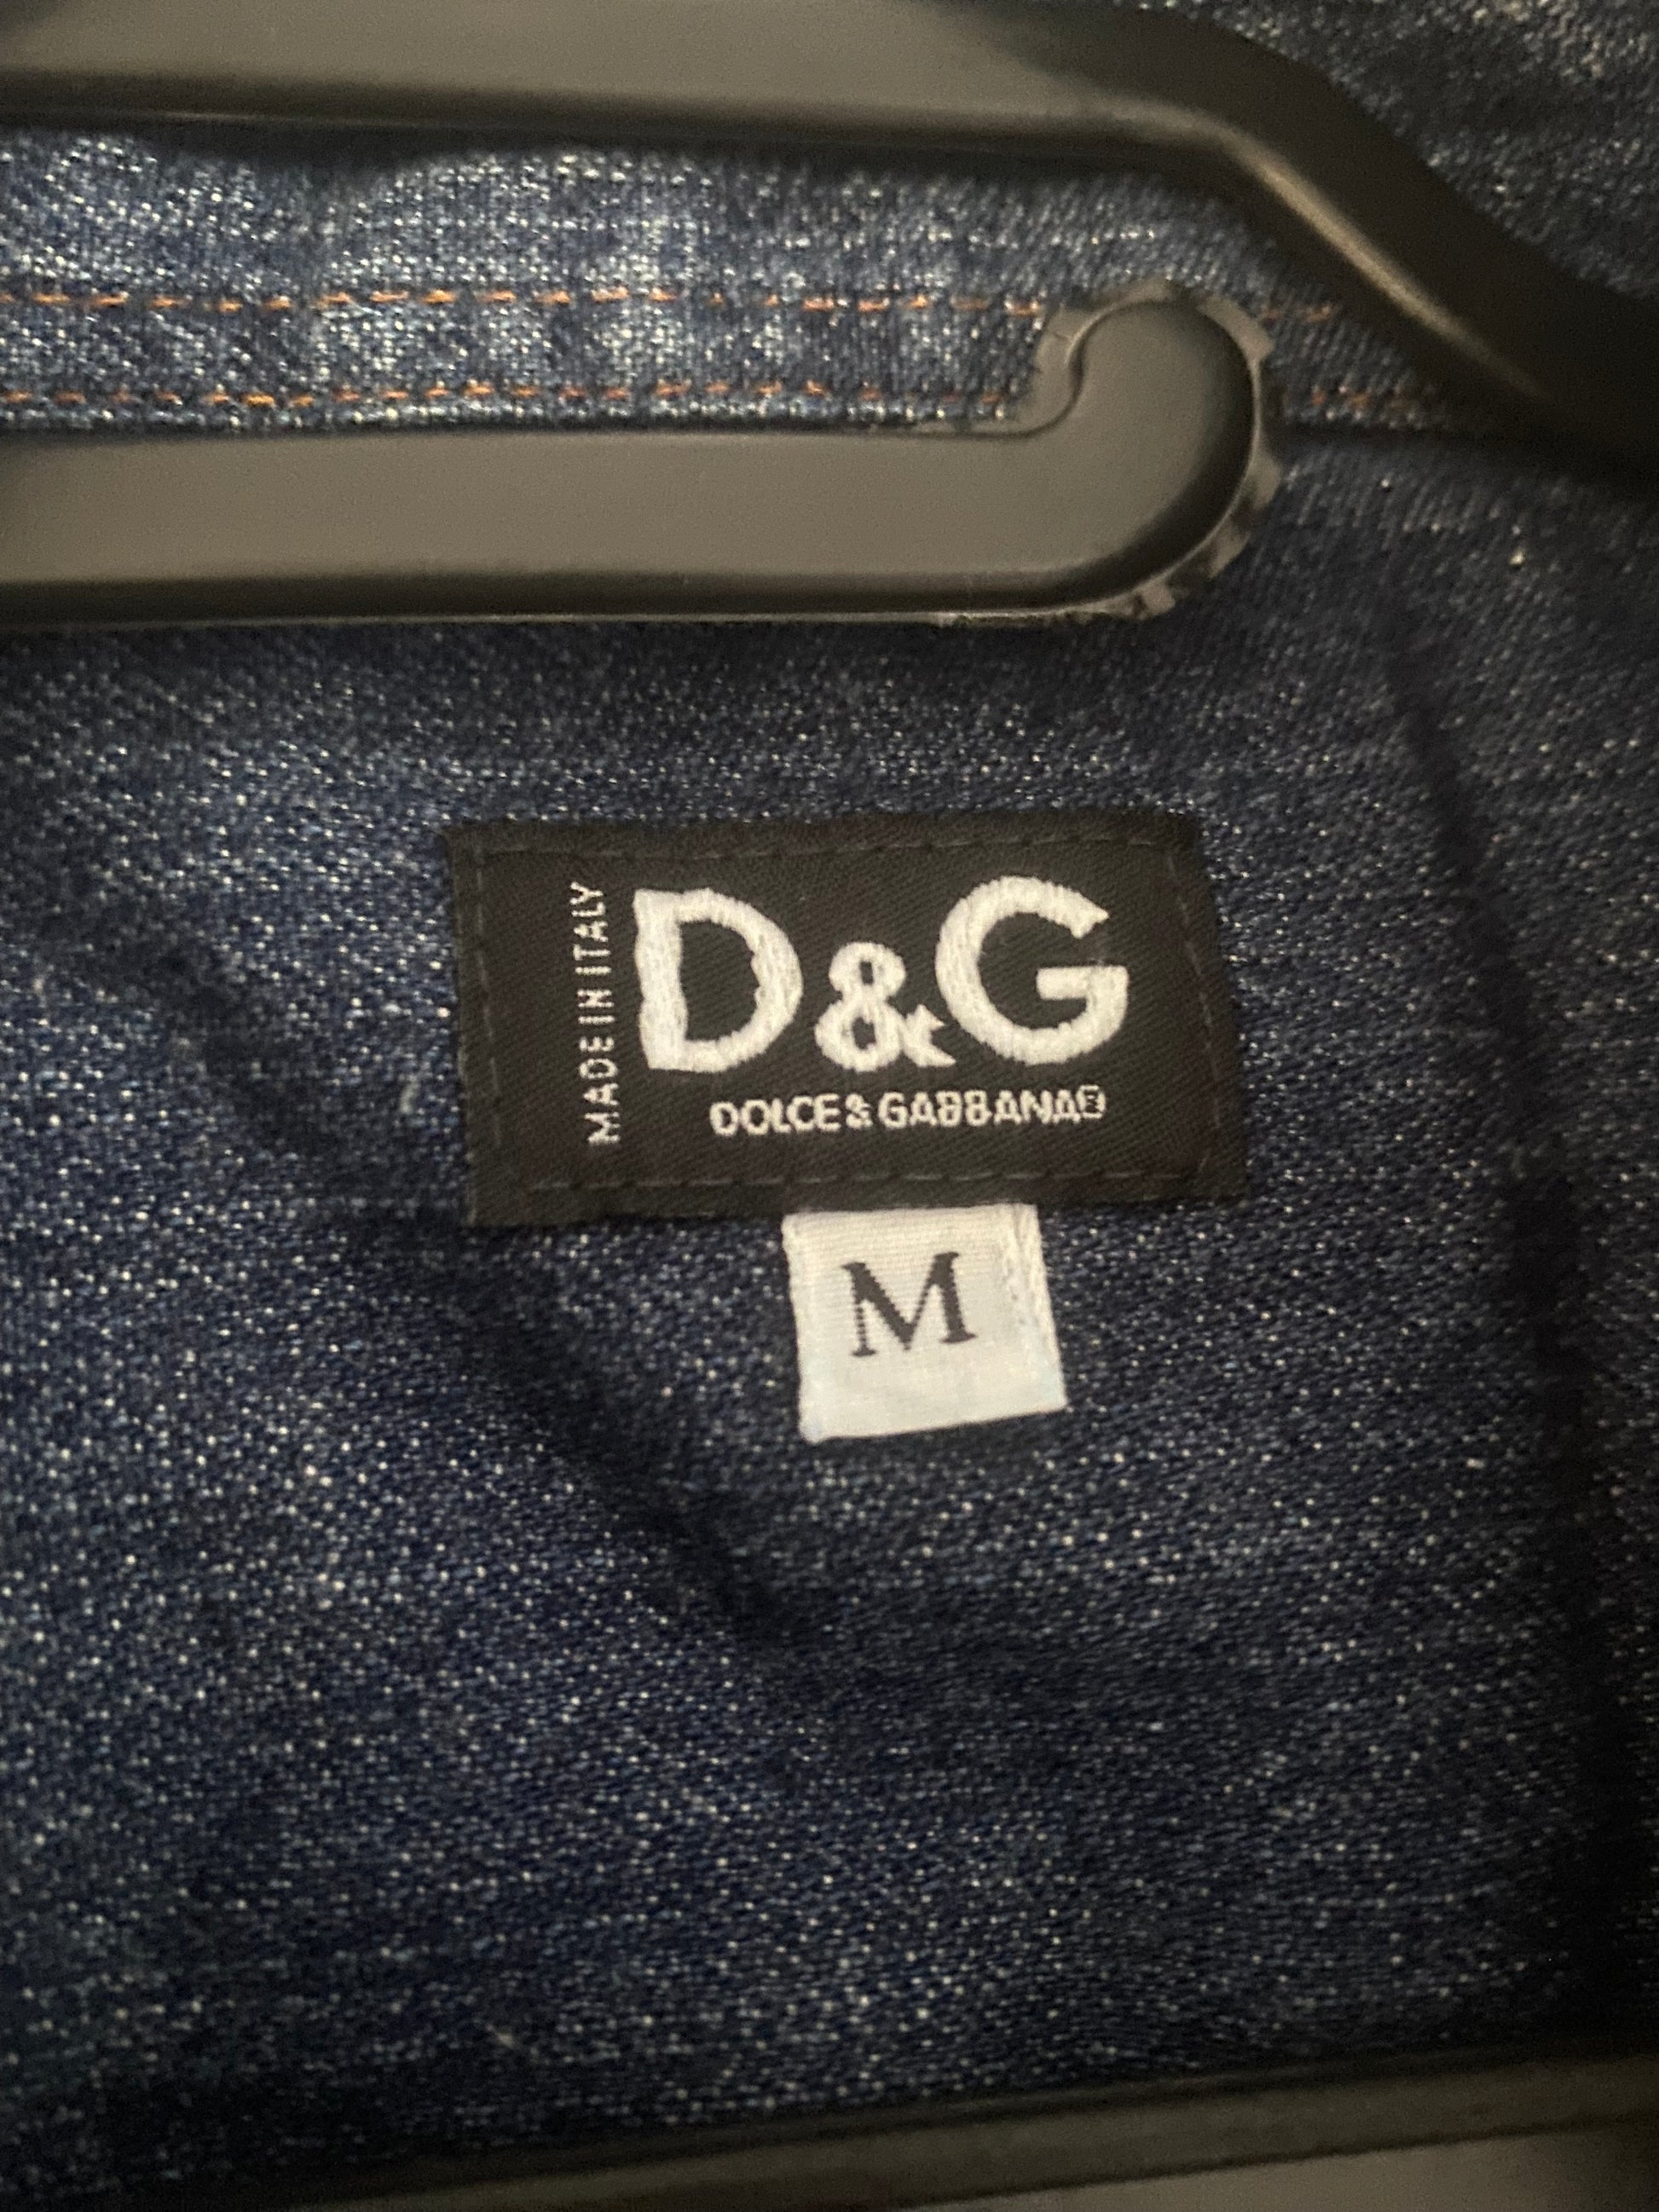 MADE IN ITALY
D&G
DOLCE & GABBANA®
M